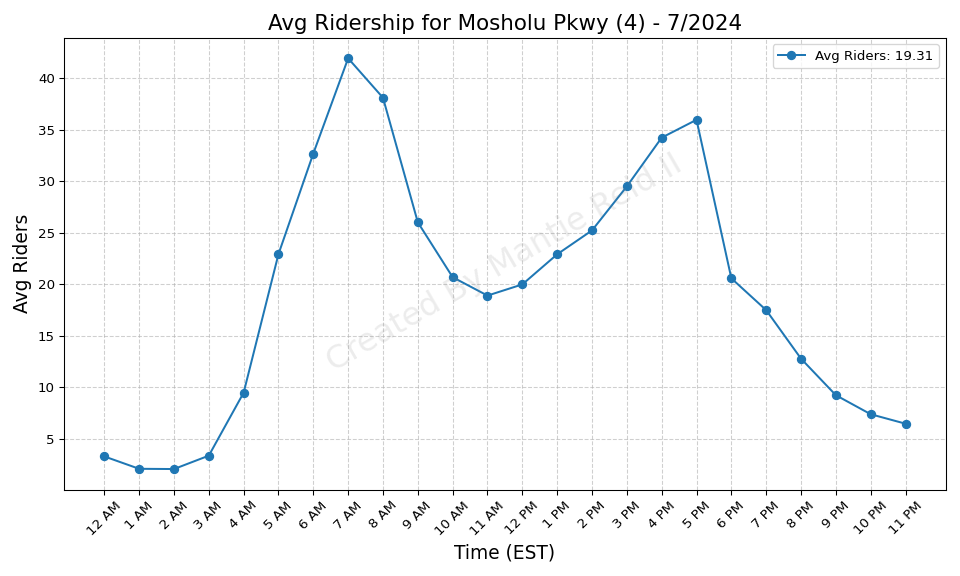 Avg Ridership for Mosholu Pkwy (4) - 7/2024
Avg Riders: 19.31
Avg Riders
40
35
30
25
20
15
10
5
Created By Mantie Reid II
12 AM
1 AM
2 AM
3 AM
4 AM
5 AM
6 AM
7 AM
8 AM
9 AM
10 AM
11 AM
12 PM
1 PM
2 PM
3 PM
4 PM
5 PM
6 PM
7 PM
8 PM
9 PM
10 PM
11 PM
Time (EST)